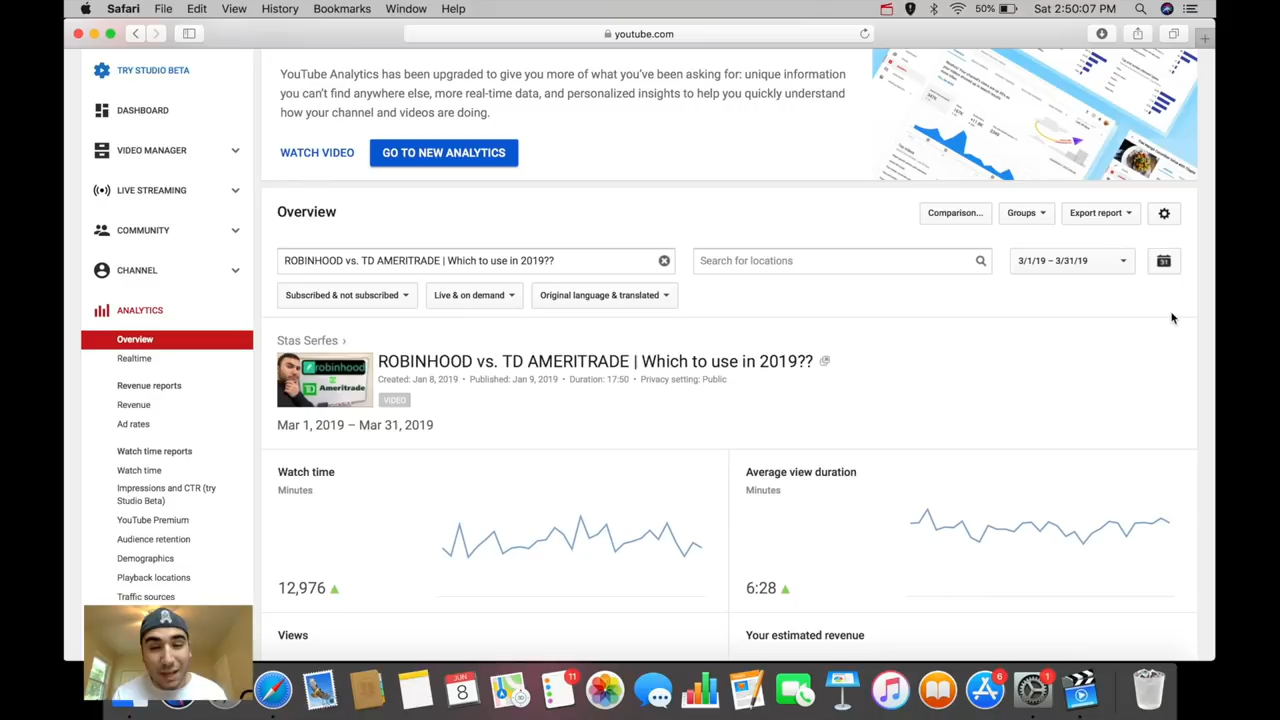 Safari File Edit View History Bookmarks Window Help 50% Sat 2:50:07 PM
youtube.com
TRY STUDIO BETA
DASHBOARD
VIDEO MANAGER
LIVE STREAMING
COMMUNITY
CHANNEL
ANALYTICS
Overview
Realtime
Revenue reports
Revenue
Ad rates
Watch time reports
Watch time
Impressions and CTR (try
Studio Beta)
YouTube Premium
Audience retention
Demographics
Playback locations
Traffic sources
YouTube Analytics has been upgraded to give you more of what you've been asking for: unique information
you can't find anywhere else, more real-time data, and personalized insights to help you quickly understand
how your channel and videos are doing.
WATCH VIDEO GO TO NEW ANALYTICS
Overview
Comparison... Groups Export report
ROBINHOOD vs. TD AMERITRADE | Which to use in 2019?? Search for locations 3/1/19 – 3/31/19
31
Subscribed & not subscribed Live & on demand Original language & translated
Stas Serfes ›
robinhood
Ameritrade
ROBINHOOD vs. TD AMERITRADE | Which to use in 2019??
Created: Jan 8, 2019 • Published: Jan 9, 2019 • Duration: 17:50 • Privacy setting: Public
VIDEO
Mar 1, 2019 – Mar 31, 2019
Watch time
Minutes
12,976
Average view duration
Minutes
6:28
Views
Your estimated revenue
JUN
8
11
6
1